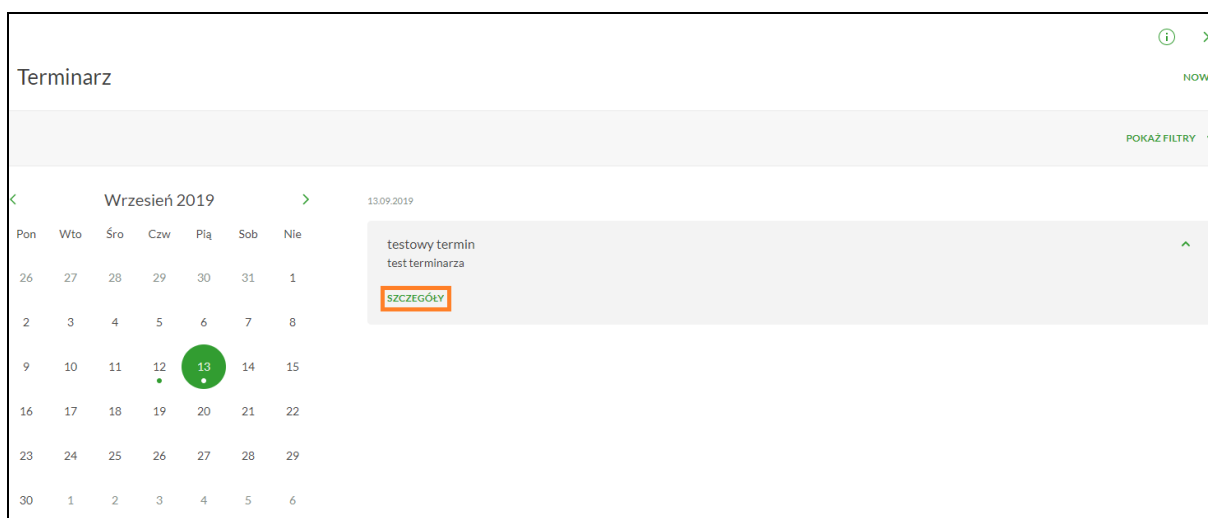 Terminarz
NOW
POKAŻ FILTRY
Wrzesień 2019
Pon Wto Śro Czw Pią Sob Nie
26 27 28 29 30 31 1
2 3 4 5 6 7 8
9 10 11 12 13 14 15
16 17 18 19 20 21 22
23 24 25 26 27 28 29
30 1 2 3 4 5 6
13.09.2019
testowy termin
test terminarza
SZCZEGÓŁY